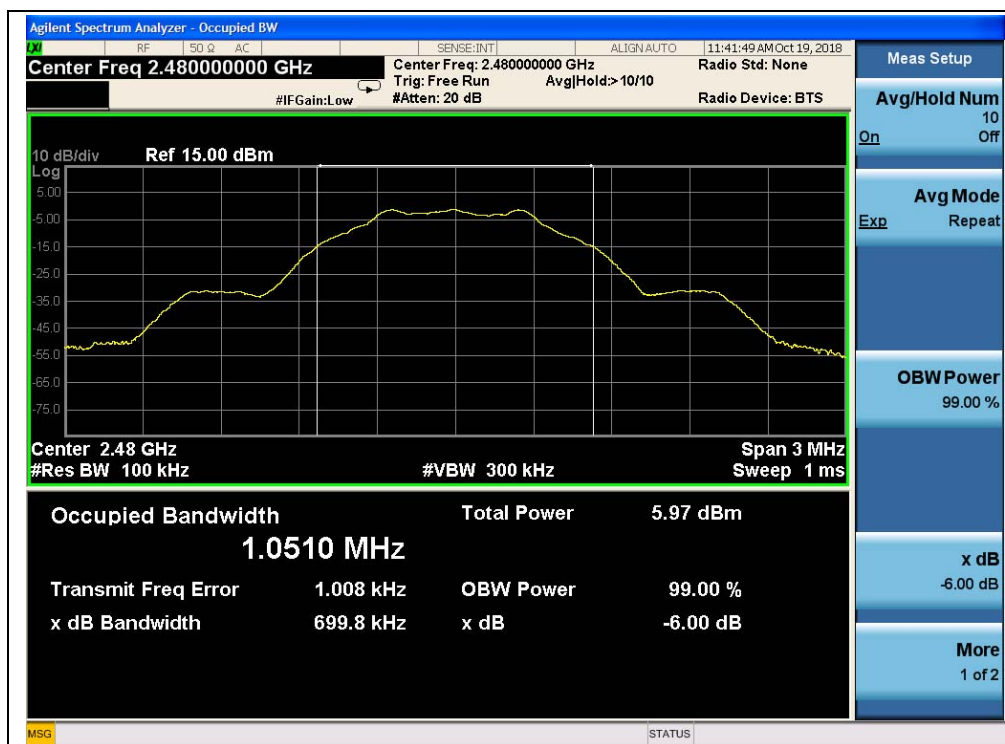 Agilent Spectrum Analyzer - Occupied BW
LXI RF 50 Ω AC SENSE:INT ALIGN AUTO 11:41:49 AM Oct 19, 2018
Center Freq 2.480000000 GHz
Center Freq: 2.480000000 GHz Radio Std: None
Trig: Free Run Avg|Hold:> 10/10
#IFGain:Low #Atten: 20 dB Radio Device: BTS
10 dB/div Ref 15.00 dBm
Log
5.00
-5.00
-15.0
-25.0
-35.0
-45.0
-55.0
-65.0
-75.0
Center 2.48 GHz Span 3 MHz
#Res BW 100 kHz #VBW 300 kHz Sweep 1 ms
Occupied Bandwidth Total Power 5.97 dBm
1.0510 MHz
Transmit Freq Error 1.008 kHz OBW Power 99.00 %
x dB Bandwidth 699.8 kHz x dB -6.00 dB
Meas Setup
Avg/Hold Num
10
On Off
Avg Mode
Exp Repeat
OBW Power
99.00 %
x dB
-6.00 dB
More
1 of 2
MSG STATUS